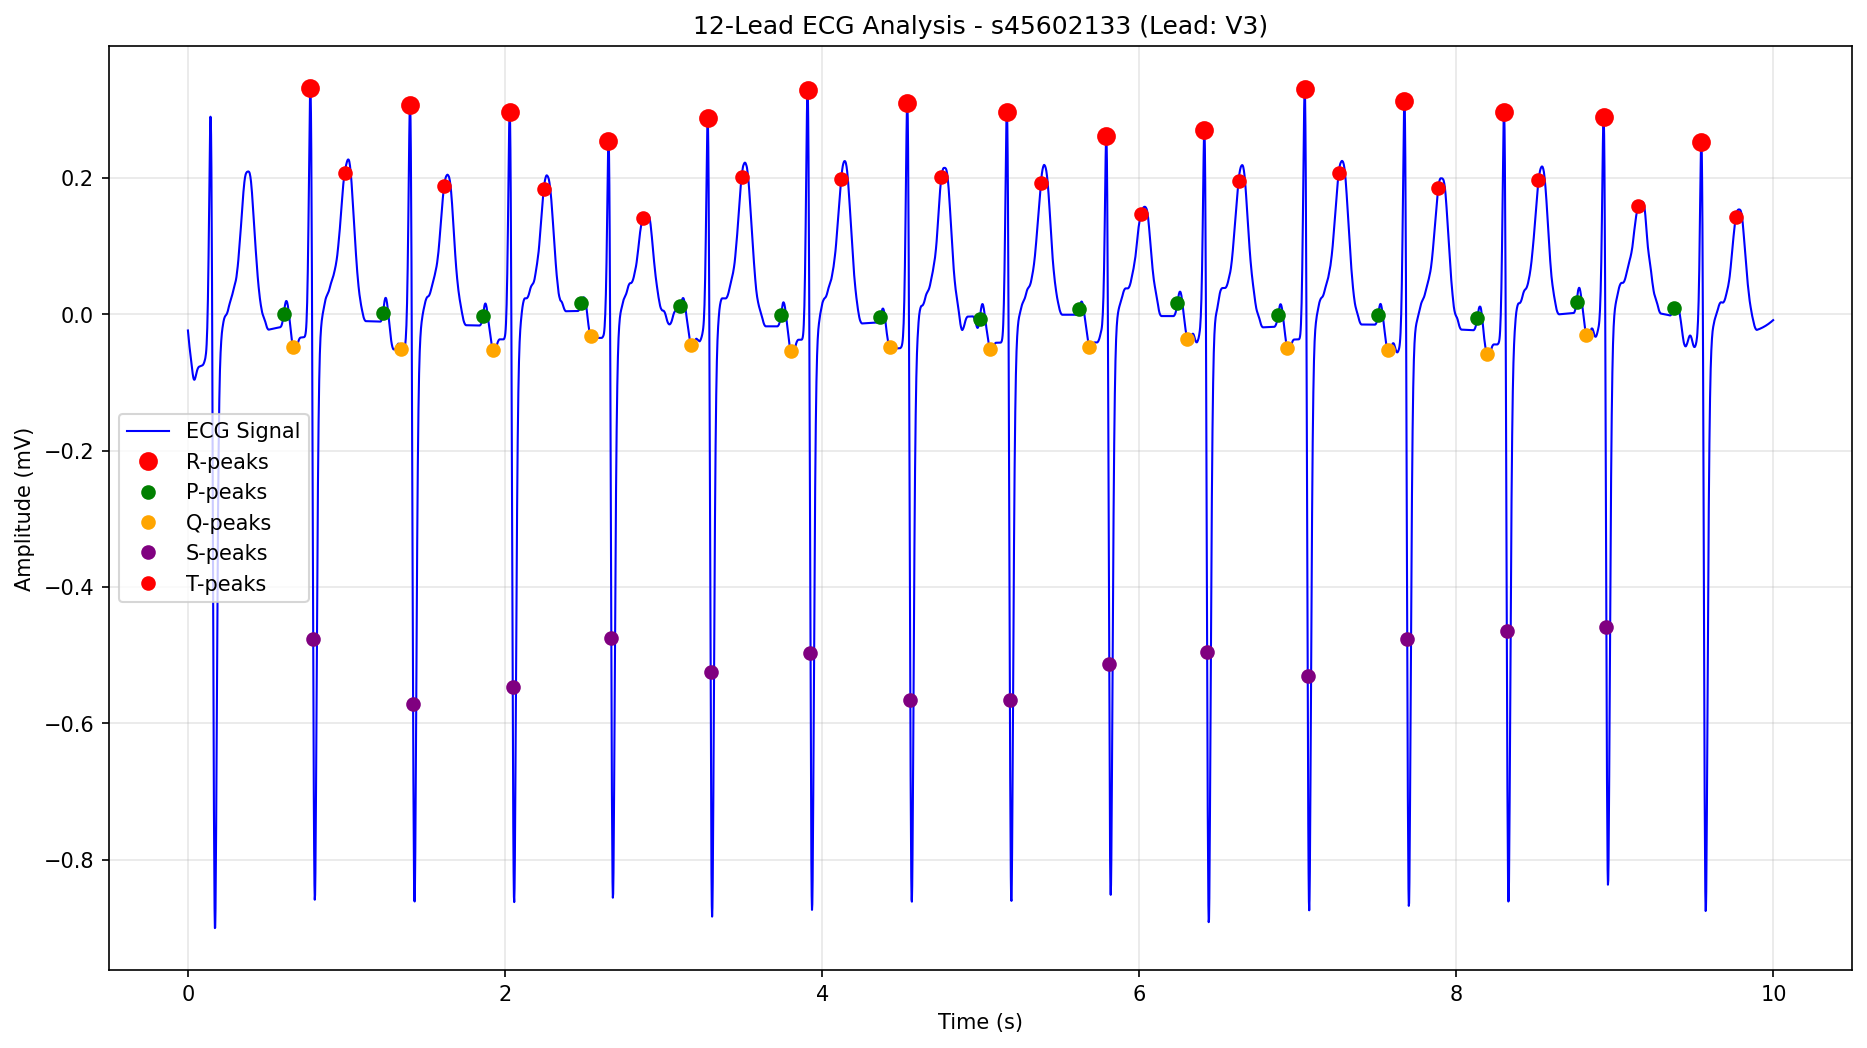 12-Lead ECG Analysis - s45602133 (Lead: V3)
Amplitude (mV)
0.2
0.0
−0.2
−0.4
−0.6
−0.8
ECG Signal
R-peaks
P-peaks
Q-peaks
S-peaks
T-peaks
0 2 4 6 8 10
Time (s)